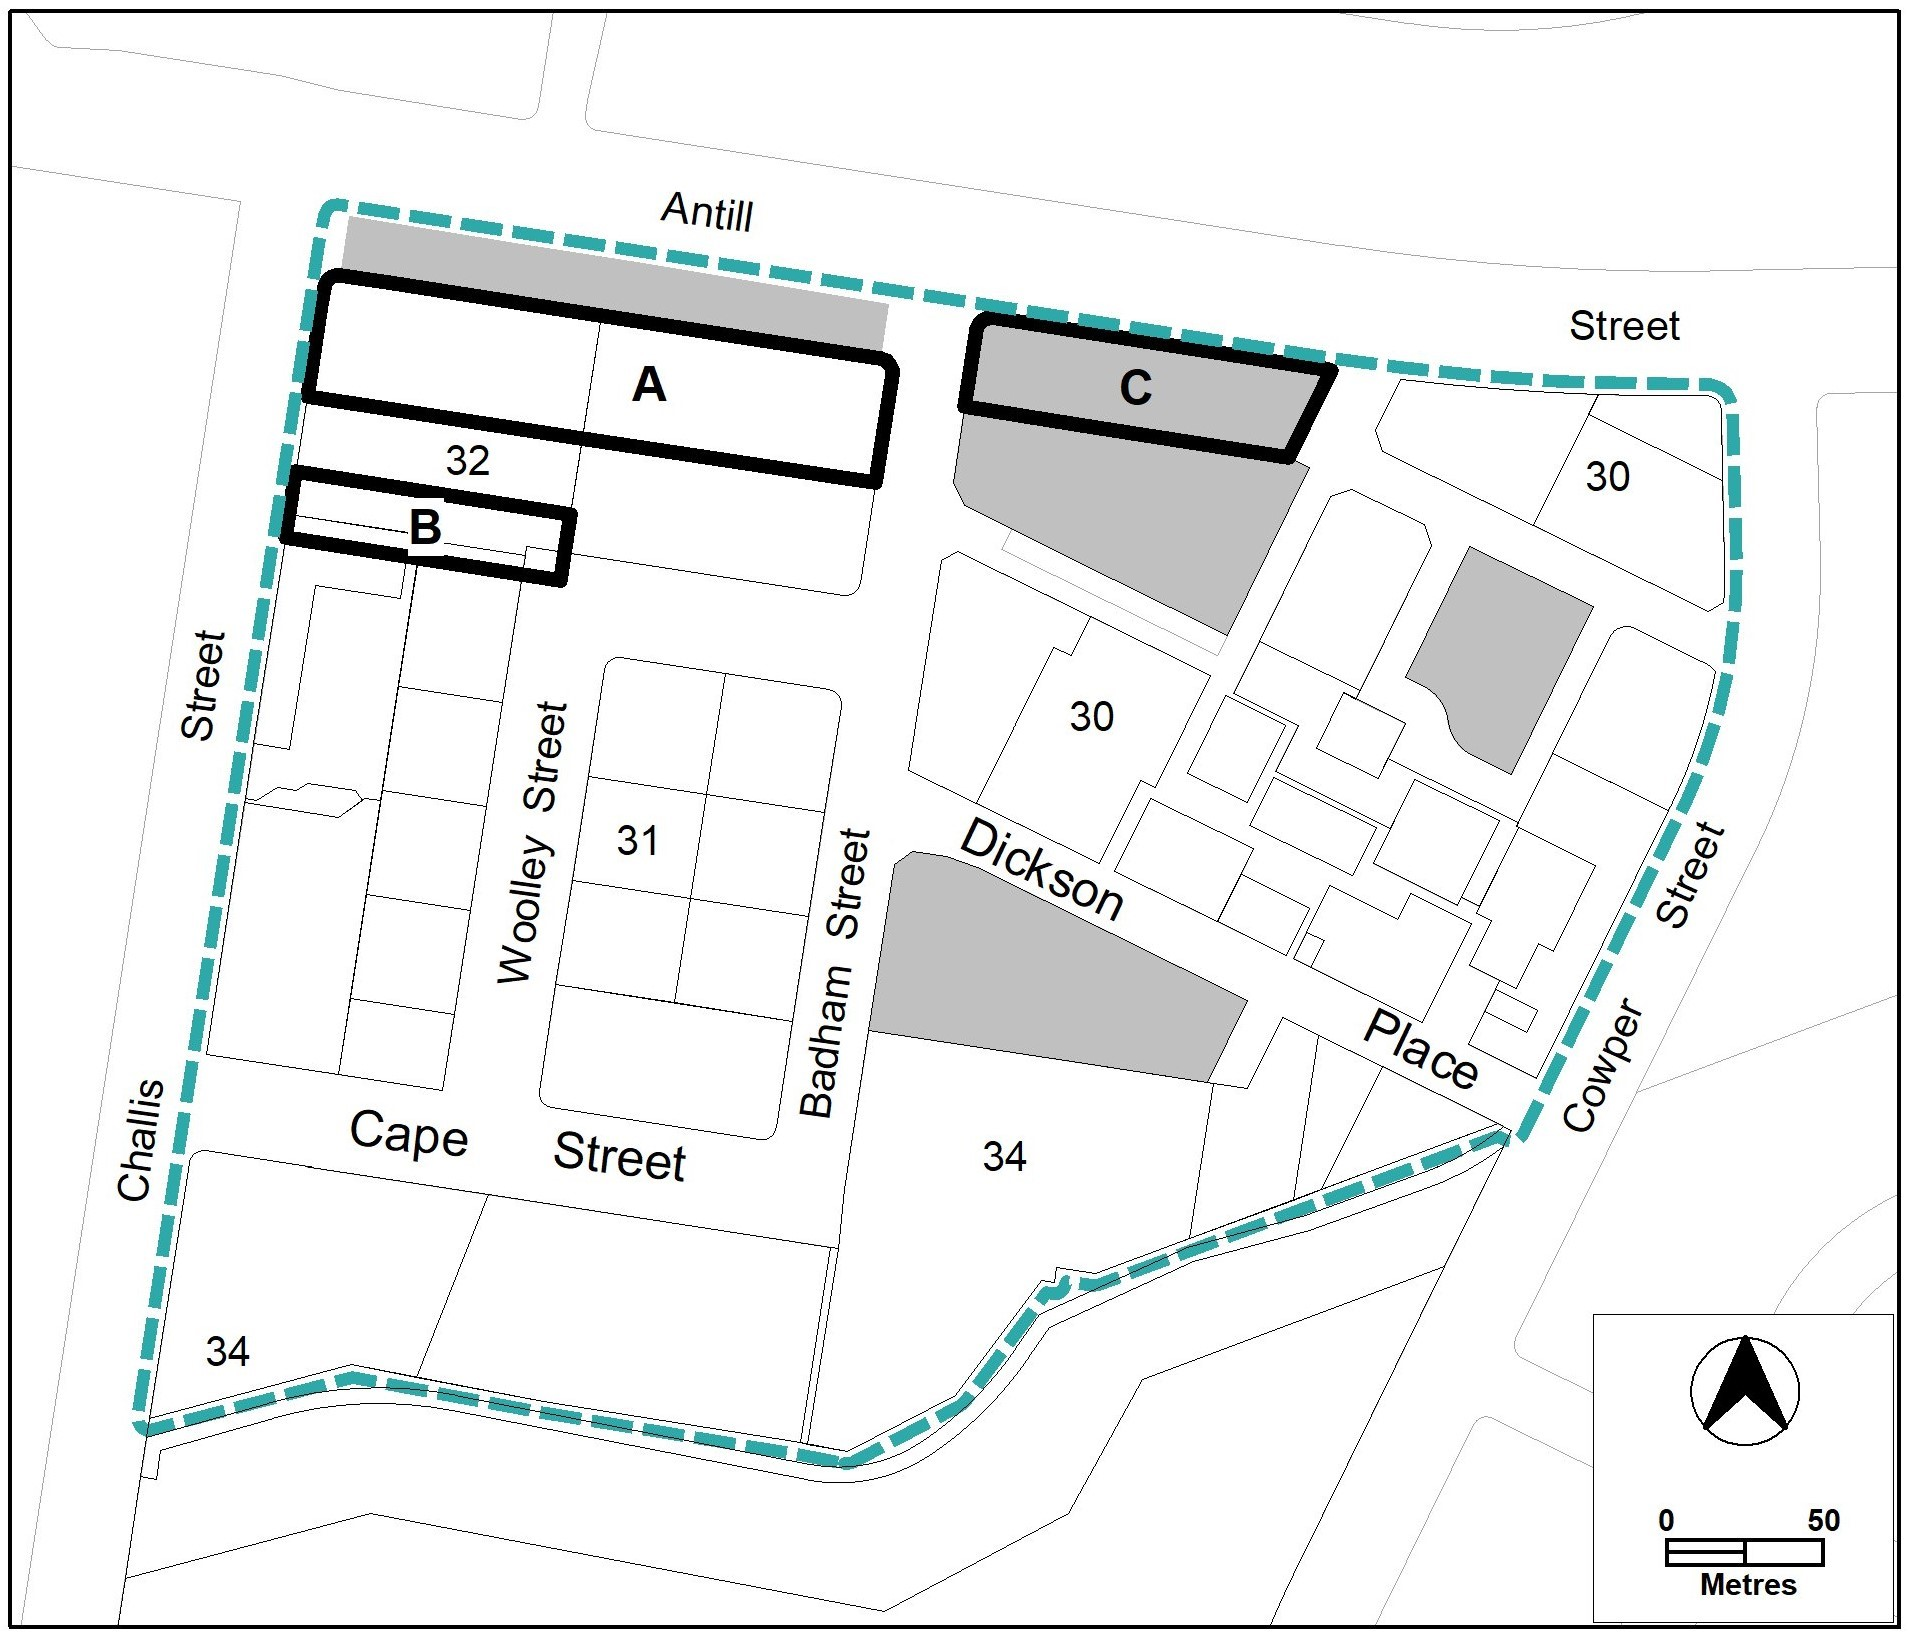 Antill
Street
A
C
32
30
B
Street
30
Woolley Street
31
Badham Street
Dickson
Place
Street
Cowper
Challis
Cape
Street
34
34
0 50
Metres